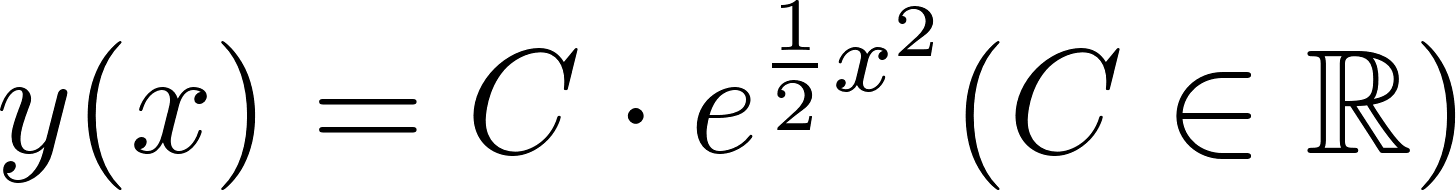 y(x) = C · e^{\frac{1}{2}x^2} (C ∈ ℝ)